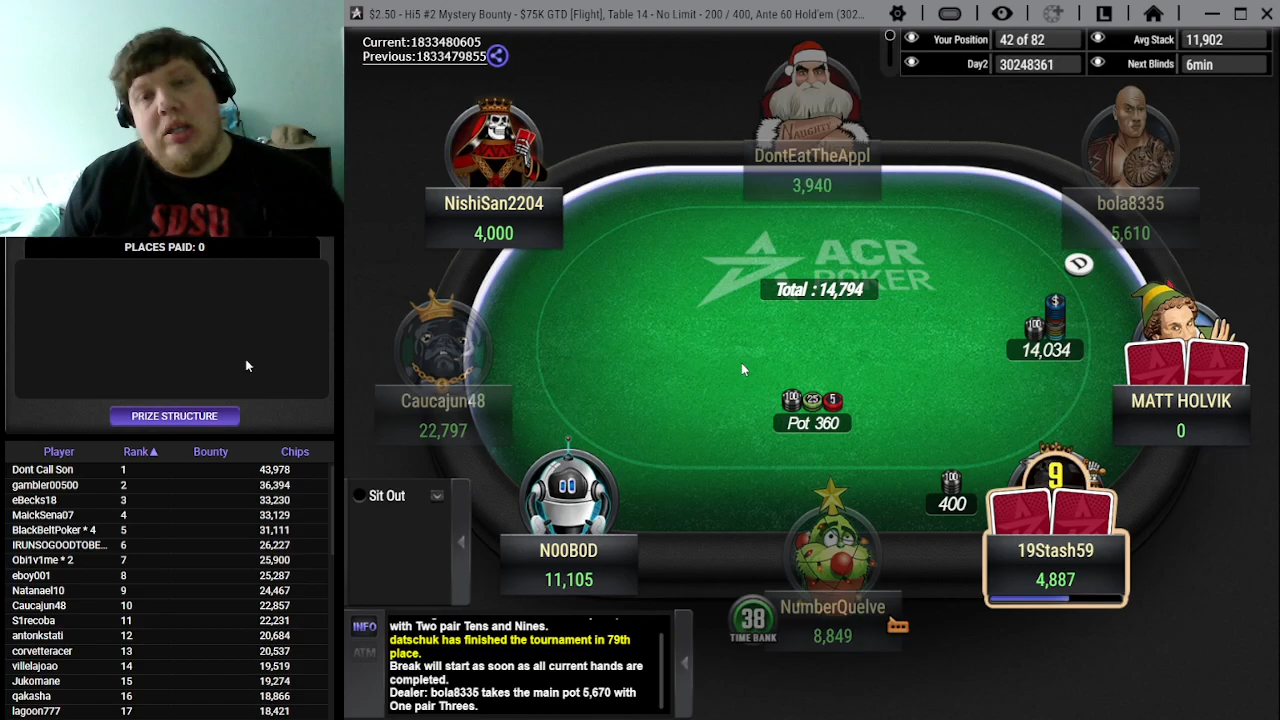 $2.50 - Hi5 #2 Mystery Bounty - $75K GTD [Flight], Table 14 - No Limit - 200 / 400, Ante 60 Hold'em (302...
Current:1833480605
Previous:1833479855
Your Position 42 of 82 Avg Stack 11,902
Day2 30248361 Next Blinds 6min
SDSU
NAUGHTY
DontEatTheAppl
3,940
NishiSan2204
4,000
bola8335
5,610
D
ACR
POKER
Total : 14,794
14,034
Caucajun48
22,797
MATT HOLVIK
0
100 25 5
Pot 360
400
9
19Stash59
4,887
N00B0D
11,105
NumberQuelve
8,849
38
TIME BANK
Sit Out
INFO
ATM
with Two pair Tens and Nines.
datschuk has finished the tournament in 79th
place.
Break will start as soon as all current hands are
completed.
Dealer: bola8335 takes the main pot 5,670 with
One pair Threes.
PLACES PAID: 0
PRIZE STRUCTURE
Player Rank▲ Bounty Chips
Dont Call Son 1 43,978
gambler00500 2 36,394
eBecks18 3 33,230
MaickSena07 4 33,129
BlackBeltPoker * 4 5 31,111
IRUNSOGOODTOBE... 6 26,227
Obi1v1me * 2 7 25,900
eboy001 8 25,287
Natanael10 9 24,467
Caucajun48 10 22,857
S1recoba 11 22,231
antonkstati 12 20,684
corvetteracer 13 20,537
villelajoao 14 19,519
Jukomane 15 19,274
qakasha 16 18,866
lagoon777 17 18,421